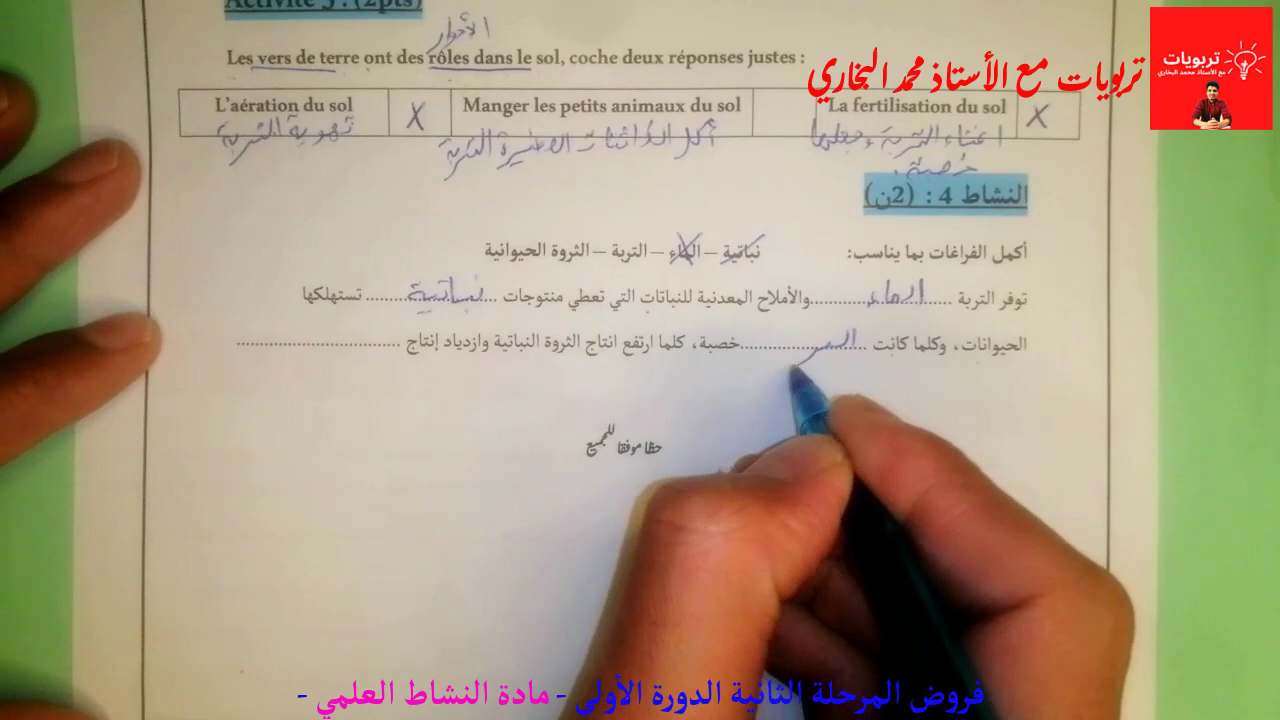 Activité 3 : (2pts)
الأدوار
Les vers de terre ont des rôles dans le sol, coche deux réponses justes :
تربويات مع الأستاذ محمد البخاري
تربويات
مع الأستاذ محمد البخاري
L'aération du sol X Manger les petits animaux du sol La fertilisation du sol X
تهوية التربة
أكل الكائنات الصغيرة التربة
اغناء التربة وجعلها
خصبة.
النشاط 4 : (2ن)
أكمل الفراغات بما يناسب: نباتية – الماء – التربة – الثروة الحيوانية
توفر التربة ...الماء...والأملاح المعدنية للنباتات التي تعطي منتوجات ...نباتية... تستهلكها
الحيوانات، وكلما كانت ...التر...خصبة، كلما ارتفع انتاج الثروة النباتية وازدياد إنتاج ...
حظا موفقا للجميع
فروض المرحلة الثانية الدورة الأولى - مادة النشاط العلمي -